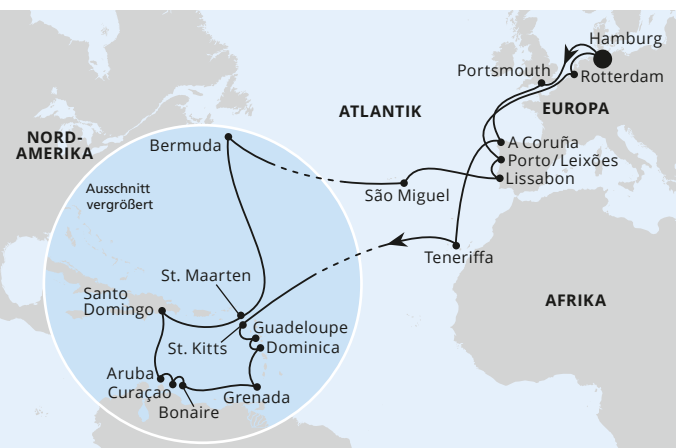 Hamburg
Portsmouth
Rotterdam
ATLANTIK
EUROPA
NORD-
AMERIKA
Bermuda
A Coruña
Porto/Leixões
Lissabon
Ausschnitt
vergrößert
São Miguel
Teneriffa
St. Maarten
Santo
Domingo
AFRIKA
Guadeloupe
St. Kitts
Dominica
Aruba
Curaçao
Grenada
Bonaire